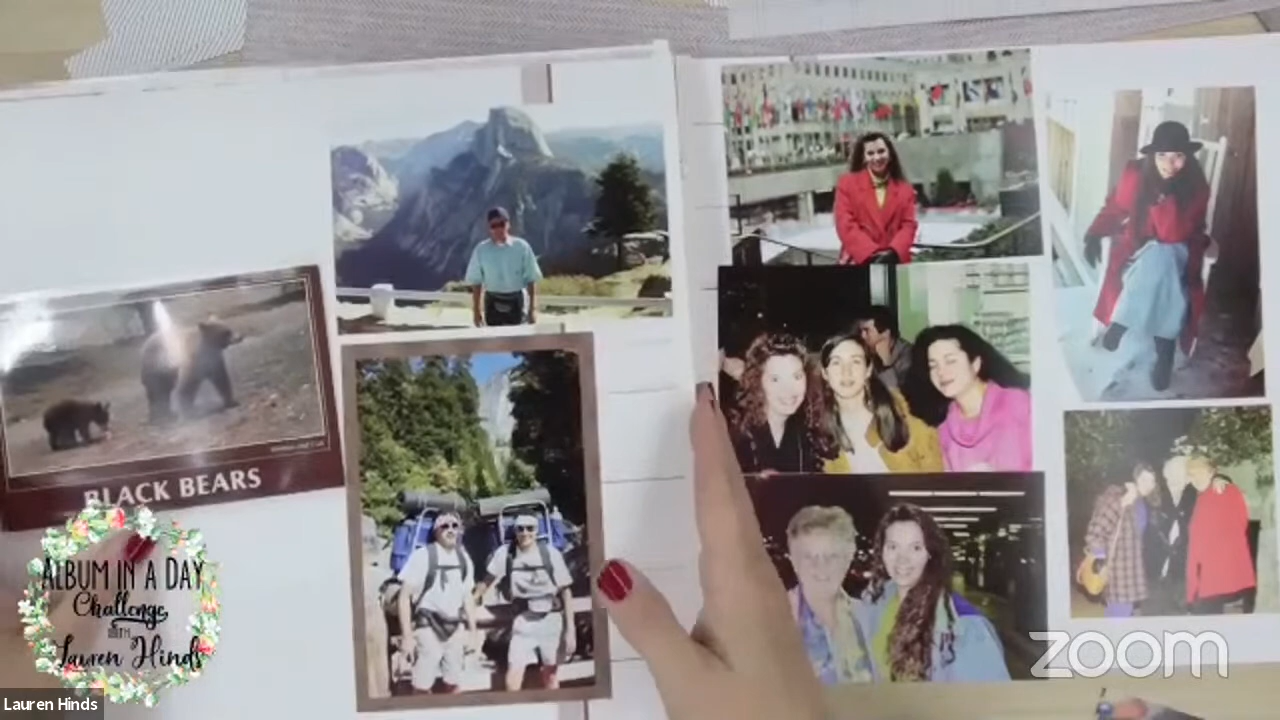 BLACK BEARS
ALBUM IN A DAY
Challenge
WITH
Lauren Hinds
Lauren Hinds
zoom